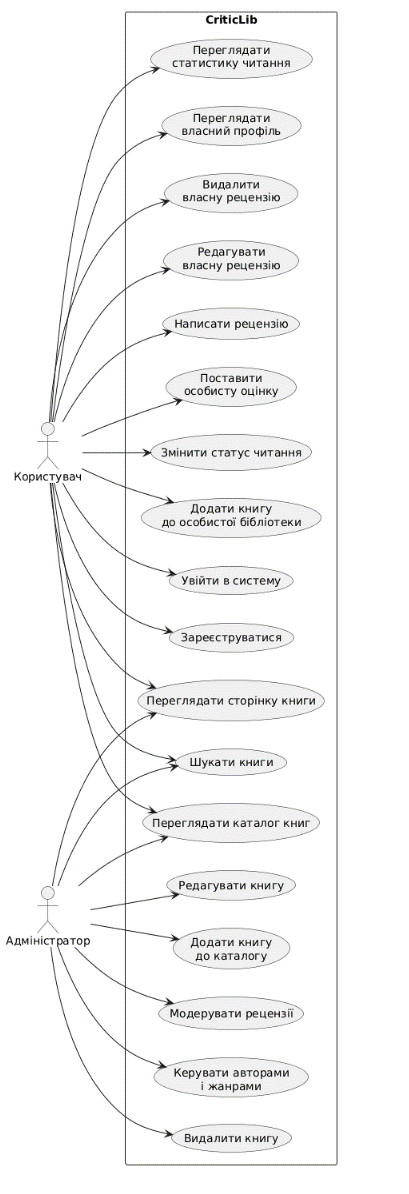 CriticLib
Переглядати
статистику читання
Переглядати
власний профіль
Видалити
власну рецензію
Редагувати
власну рецензію
Написати рецензію
Поставити
особисту оцінку
Змінити статус читання
Користувач
Додати книгу
до особистої бібліотеки
Увійти в систему
Зареєструватися
Переглядати сторінку книги
Шукати книги
Переглядати каталог книг
Редагувати книгу
Адміністратор
Додати книгу
до каталогу
Модерувати рецензії
Керувати авторами
і жанрами
Видалити книгу